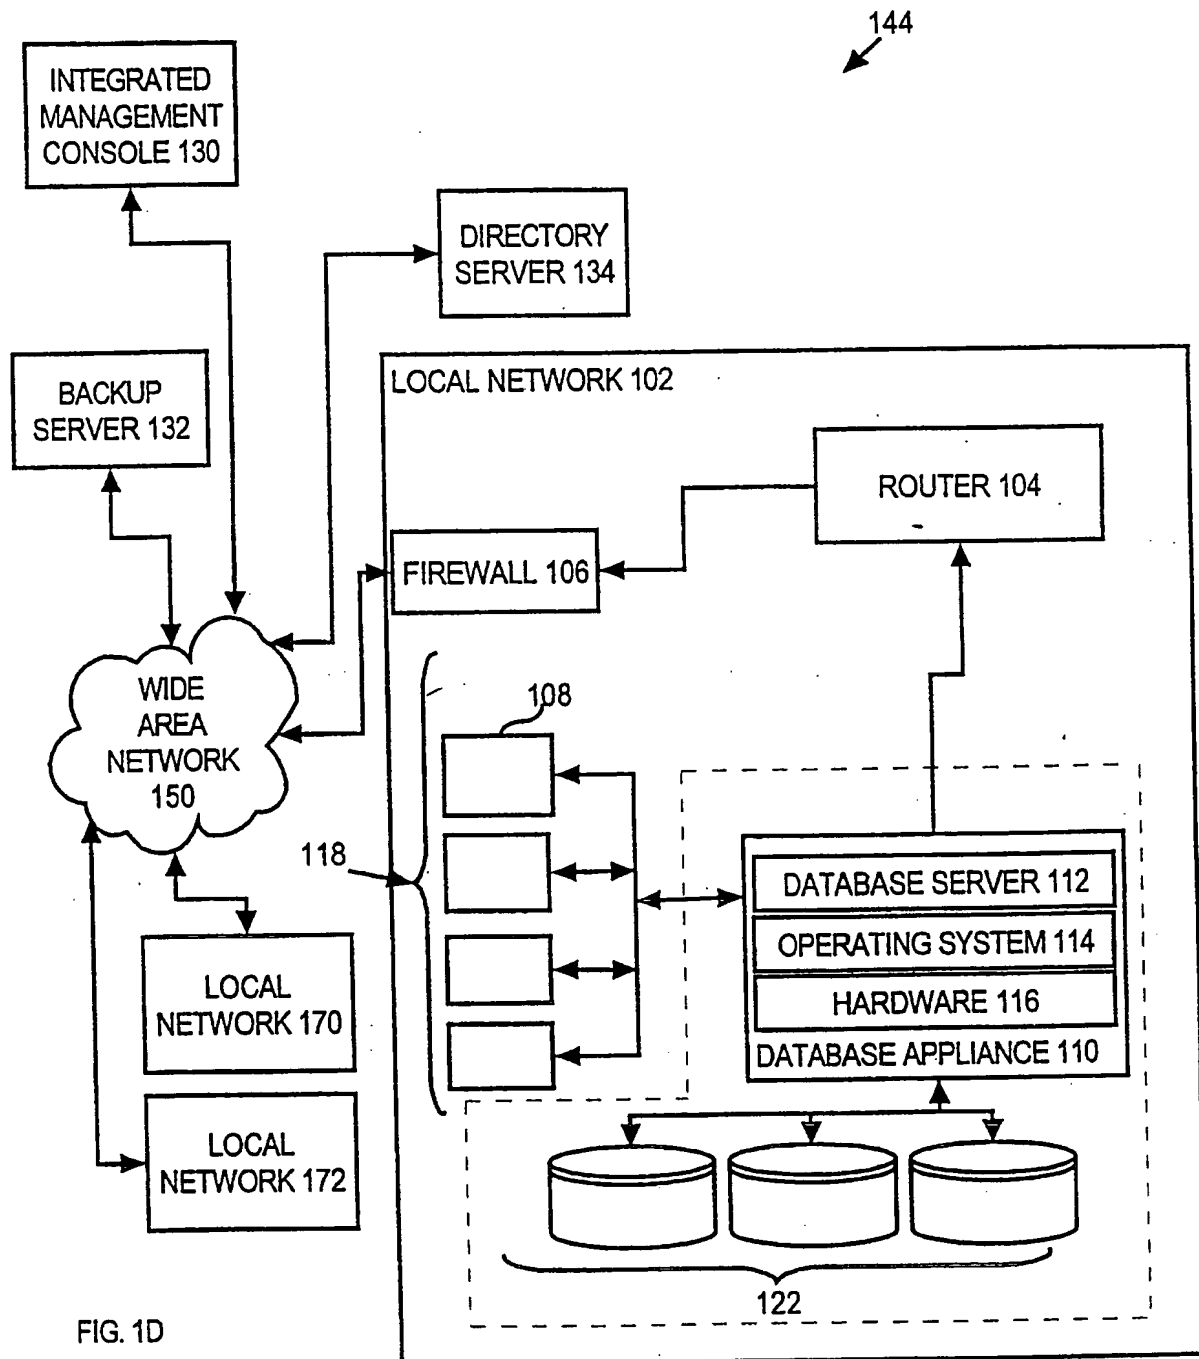 144
INTEGRATED
MANAGEMENT
CONSOLE 130
DIRECTORY
SERVER 134
BACKUP
SERVER 132
LOCAL NETWORK 102
ROUTER 104
FIREWALL 106
WIDE
AREA
NETWORK
150
108
118
DATABASE SERVER 112
OPERATING SYSTEM 114
HARDWARE 116
DATABASE APPLIANCE 110
LOCAL
NETWORK 170
LOCAL
NETWORK 172
122
FIG. 1D